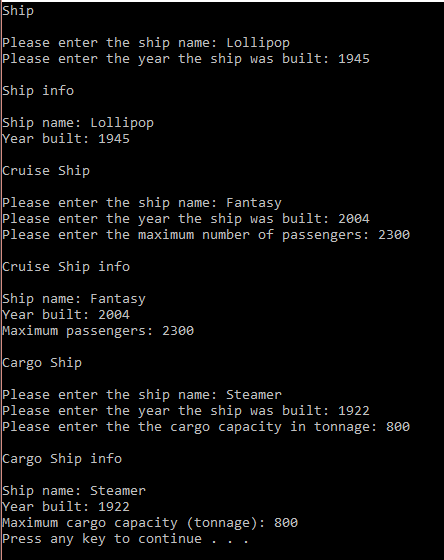 Ship
Please enter the ship name: Lollipop
Please enter the year the ship was built: 1945
Ship info
Ship name: Lollipop
Year built: 1945
Cruise Ship
Please enter the ship name: Fantasy
Please enter the year the ship was built: 2004
Please enter the maximum number of passengers: 2300
Cruise Ship info
Ship name: Fantasy
Year built: 2004
Maximum passengers: 2300
Cargo Ship
Please enter the ship name: Steamer
Please enter the year the ship was built: 1922
Please enter the the cargo capacity in tonnage: 800
Cargo Ship info
Ship name: Steamer
Year built: 1922
Maximum cargo capacity (tonnage): 800
Press any key to continue . . .